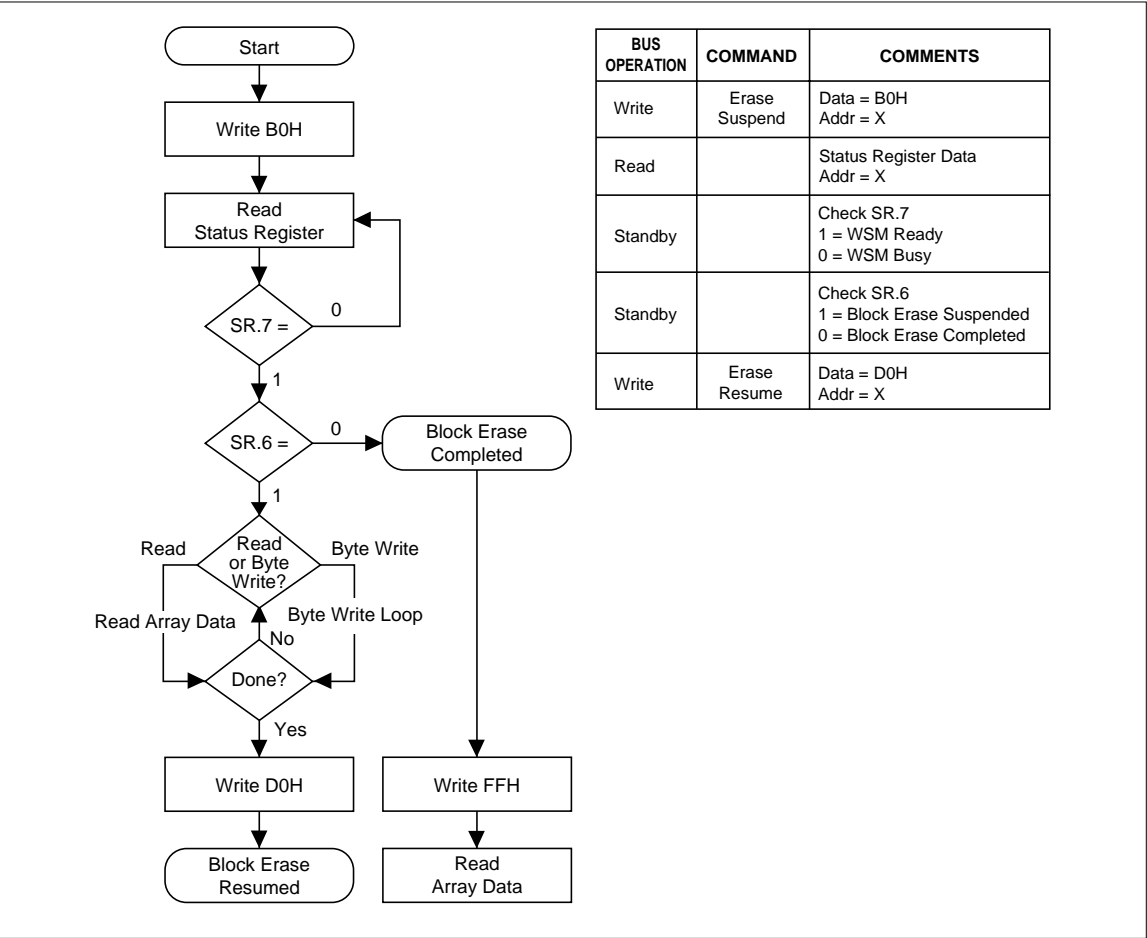 Start
Write B0H
Read
Status Register
SR.7 =
0
1
SR.6 =
0
Block Erase
Completed
1
Read
or Byte
Write?
Read
Byte Write
Read Array Data
Byte Write Loop
No
Done?
Yes
Write D0H
Write FFH
Block Erase
Resumed
Read
Array Data
BUS
OPERATION
COMMAND
COMMENTS
Write
Erase
Suspend
Data = B0H
Addr = X
Read
Status Register Data
Addr = X
Standby
Check SR.7
1 = WSM Ready
0 = WSM Busy
Standby
Check SR.6
1 = Block Erase Suspended
0 = Block Erase Completed
Write
Erase
Resume
Data = D0H
Addr = X